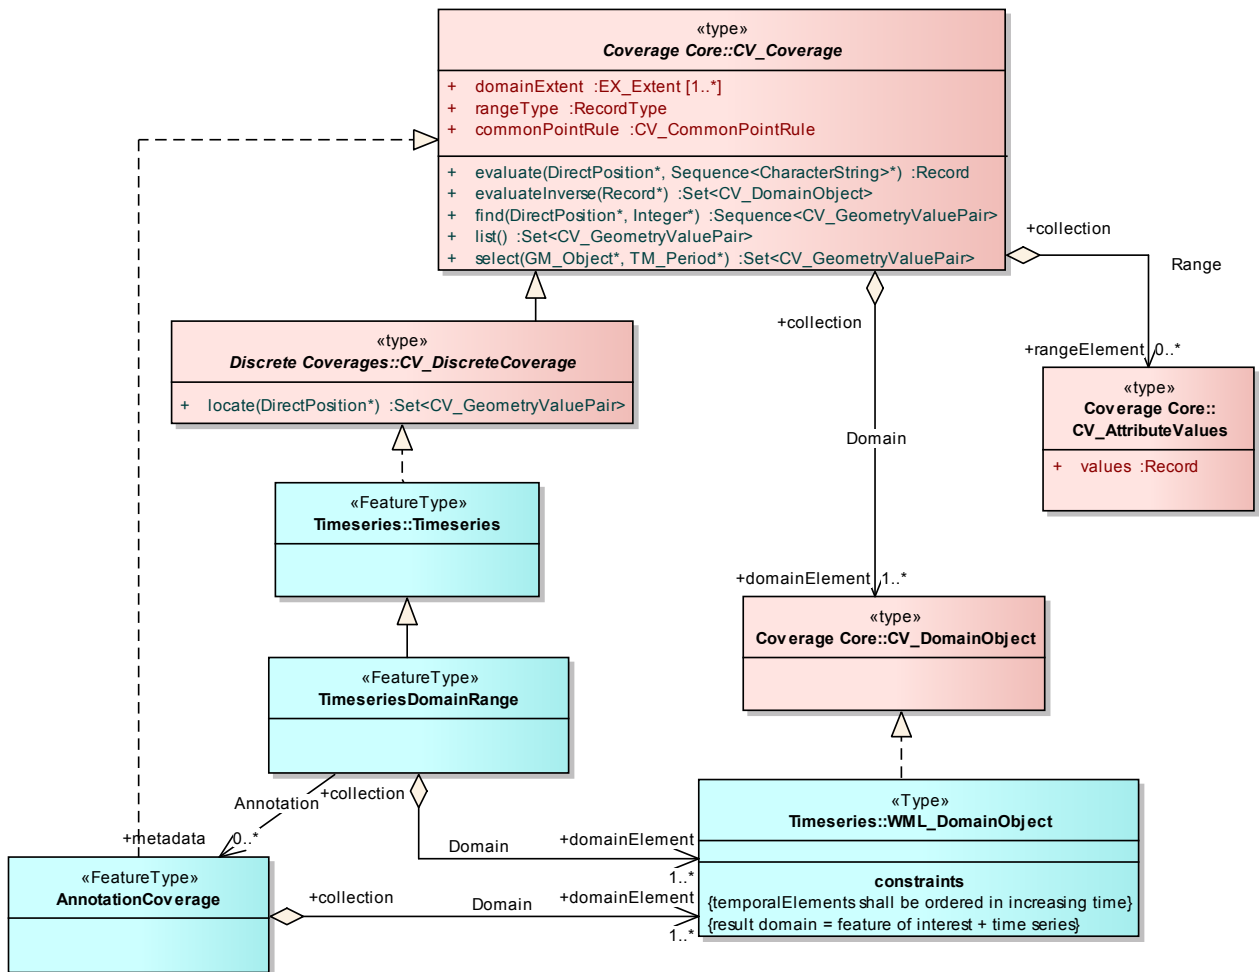 «type»
Coverage Core::CV_Coverage
+ domainExtent :EX_Extent [1..*]
+ rangeType :RecordType
+ commonPointRule :CV_CommonPointRule
+ evaluate(DirectPosition*, Sequence<CharacterString>*) :Record
+ evaluateInverse(Record*) :Set<CV_DomainObject>
+ find(DirectPosition*, Integer*) :Sequence<CV_GeometryValuePair>
+ list() :Set<CV_GeometryValuePair>
+ select(GM_Object*, TM_Period*) :Set<CV_GeometryValuePair>
+collection
Range
+collection
«type»
Discrete Coverages::CV_DiscreteCoverage
+ locate(DirectPosition*) :Set<CV_GeometryValuePair>
+rangeElement 0..*
«type»
Coverage Core::
CV_AttributeValues
+ values :Record
Domain
«FeatureType»
Timeseries::Timeseries
+domainElement 1..*
«type»
Coverage Core::CV_DomainObject
«FeatureType»
TimeseriesDomainRange
Annotation
+collection
+metadata 0..*
Domain
+domainElement
1..*
«Type»
Timeseries::WML_DomainObject
constraints
{temporalElements shall be ordered in increasing time}
{result domain = feature of interest + time series}
«FeatureType»
AnnotationCoverage
+collection
Domain
+domainElement
1..*